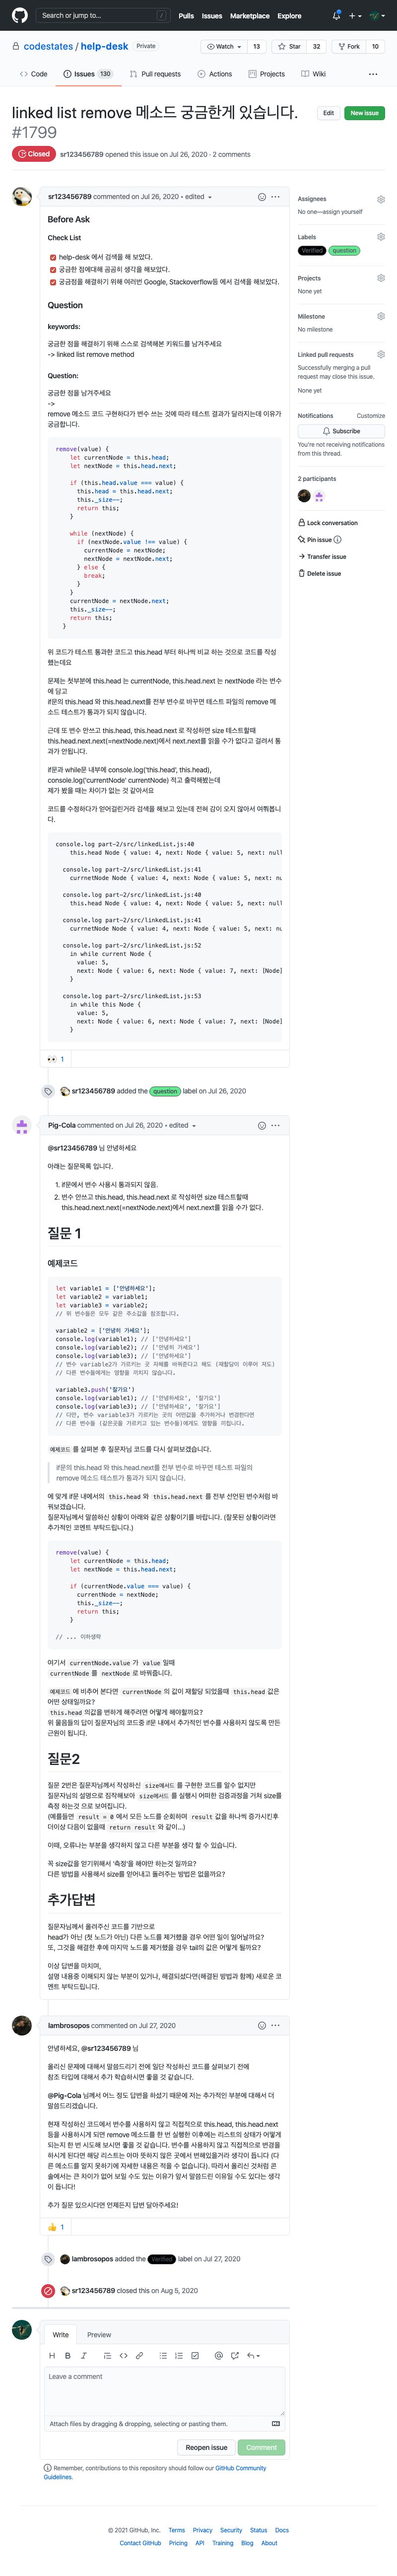 Search or jump to...
/
Pulls Issues Marketplace Explore
codestates / help-desk Private
Watch 13 Star 32 Fork 10
Code Issues 130 Pull requests Actions Projects Wiki
linked list remove 메소드 궁금한게 있습니다.
#1799
Edit New issue
Closed sr123456789 opened this issue on Jul 26, 2020 · 2 comments
sr123456789 commented on Jul 26, 2020 • edited
Before Ask
Check List
help-desk 에서 검색을 해 보았다.
궁금한 점에대해 곰곰히 생각을 해보았다.
궁금점을 해결하기 위해 여러번 Google, Stackoverflow등 에서 검색을 해보았다.
Question
keywords:
궁금한 점을 해결하기 위해 스스로 검색해본 키워드를 남겨주세요
-> linked list remove method
Question:
궁금한 점을 남겨주세요
->
remove 메소드 코드 구현하다가 변수 쓰는 것에 따라 테스트 결과가 달라지는데 이유가
궁금합니다.
remove(value) {
let currentNode = this.head;
let nextNode = this.head.next;
if (this.head.value === value) {
this.head = this.head.next;
this._size--;
return this;
}
while (nextNode) {
if (nextNode.value !== value) {
currentNode = nextNode;
nextNode = nextNode.next;
} else {
break;
}
}
currentNode = nextNode.next;
this._size--;
return this;
}
위 코드가 테스트 통과한 코드고 this.head 부터 하나씩 비교 하는 것으로 코드를 작성
했는데요
문제는 첫부분에 this.head 는 currentNode, this.head.next 는 nextNode 라는 변수
에 담고
if문의 this.head 와 this.head.next를 전부 변수로 바꾸면 테스트 파일의 remove 메
소드 테스트가 통과가 되지 않습니다.
근데 또 변수 안쓰고 this.head, this.head.next 로 작성하면 size 테스트할때
this.head.next.next(=nextNode.next)에서 next.next를 읽을 수가 없다고 걸려서 통
과가 안됩니다.
if문과 while문 내부에 console.log('this.head', this.head),
console.log('currentNode' currentNode) 적고 출력해봤는데
제가 봤을 때는 차이가 없는 것 같아서요
코드를 수정하다가 얻어걸린거라 검색을 해보고 있는데 전혀 감이 오지 않아서 여쭤봅니
다.
console.log part-2/src/linkedList.js:40
this.head Node { value: 4, next: Node { value: 5, next: null
console.log part-2/src/linkedList.js:41
currnetNode Node { value: 4, next: Node { value: 5, next: nu
console.log part-2/src/linkedList.js:40
this.head Node { value: 4, next: Node { value: 5, next: null
console.log part-2/src/linkedList.js:41
currnetNode Node { value: 4, next: Node { value: 5, next: nu
console.log part-2/src/linkedList.js:52
in while current Node {
value: 5,
next: Node { value: 6, next: Node { value: 7, next: [Node]
}
console.log part-2/src/linkedList.js:53
in while this Node {
value: 5,
next: Node { value: 6, next: Node { value: 7, next: [Node]
}
👀 1
sr123456789 added the question label on Jul 26, 2020
Pig-Cola commented on Jul 26, 2020 • edited
@sr123456789 님 안녕하세요
아래는 질문목록 입니다.
1. if문에서 변수 사용시 통과되지 않음.
2. 변수 안쓰고 this.head, this.head.next 로 작성하면 size 테스트할때
this.head.next.next(=nextNode.next)에서 next.next를 읽을 수가 없다.
질문 1
예제코드
let variable1 = ['안녕하세요'];
let variable2 = variable1;
let variable3 = variable2;
// 위 변수들은 모두 같은 주소값을 참조합니다.
variable2 = ['안녕히 가세요'];
console.log(variable1); // ['안녕하세요']
console.log(variable2); // ['안녕히 가세요']
console.log(variable3); // ['안녕하세요']
// 변수 variable2가 가르키는 곳 자체를 바꿔준다고 해도 (재할당이 이루어 져도)
// 다른 변수들에게는 영향을 끼치지 않습니다.
variable3.push('잘가요')
console.log(variable1); // ['안녕하세요', '잘가요']
console.log(variable3); // ['안녕하세요', '잘가요']
// 다만, 변수 variable3가 가르키는 곳의 어떤값을 추가하거나 변경한다면
// 다른 변수들 (같은곳을 가르키고 있는 변수들)에게도 영향을 끼칩니다.
예제코드 를 살펴본 후 질문자님 코드를 다시 살펴보겠습니다.
if문의 this.head 와 this.head.next를 전부 변수로 바꾸면 테스트 파일의
remove 메소드 테스트가 통과가 되지 않습니다.
에 맞게 if문 내에서의 this.head 와 this.head.next 를 전부 선언된 변수처럼 바
꿔보겠습니다.
질문자님께서 말씀하신 상황이 아래와 같은 상황이기를 바랍니다. (잘못된 상황이라면
추가적인 코멘트 부탁드립니다.)
remove(value) {
let currentNode = this.head;
let nextNode = this.head.next;
if (currentNode.value === value) {
currentNode = nextNode;
this._size--;
return this;
}
// ... 이하생략
여기서 currentNode.value 가 value 일때
currentNode 를 nextNode 로 바꿔줍니다.
예제코드 에 비추어 본다면 currentNode 의 값이 재할당 되었을때 this.head 값은
어떤 상태일까요?
this.head 의값을 변하게 해주려면 어떻게 해야할까요?
위 물음들의 답이 질문자님의 코드중 if문 내에서 추가적인 변수를 사용하지 않도록 만든
근원이 됩니다.
질문2
질문 2번은 질문자님께서 작성하신 size메서드 를 구현한 코드를 알수 없지만
질문자님의 설명으로 짐작해보아 size메서드 를 실행시 어떠한 검증과정을 거쳐 size를
측정 하는것 으로 보여집니다.
(예를들면 result = 0 에서 모든 노드를 순회하며 result 값을 하나씩 증가시킨후
더이상 다음이 없을때 return result 와 같이...)
이때, 오류나는 부분을 생각하지 않고 다른 부분을 생각 할 수 있습니다.
꼭 size값을 얻기위해서 '측정'을 해야만 하는것 일까요?
다른 방법을 사용해서 size를 얻어내고 돌려주는 방법은 없을까요?
추가답변
질문자님께서 올려주신 코드를 기반으로
head가 아닌 (첫 노드가 아닌) 다른 노드를 제거했을 경우 어떤 일이 일어날까요?
또, 그것을 해결한 후에 마지막 노드를 제거했을 경우 tail의 값은 어떻게 될까요?
이상 답변을 마치며,
설명 내용중 이해되지 않는 부분이 있거나, 해결되셨다면(해결된 방법과 함께) 새로운 코
멘트 부탁드립니다.
lambrosopos commented on Jul 27, 2020
안녕하세요, @sr123456789 님
올리신 문제에 대해서 말씀드리기 전에 일단 작성하신 코드를 살펴보기 전에
참조 타입에 대해서 추가 학습하시면 좋을 것 같습니다.
@Pig-Cola 님께서 어느 정도 답변을 하셨기 때문에 저는 추가적인 부분에 대해서 더
말씀드리겠습니다.
현재 작성하신 코드에서 변수를 사용하지 않고 직접적으로 this.head, this.head.next
등을 사용하시게 되면 remove 메소드를 한 번 실행한 이후에는 리스트의 상태가 어떻게
되는지 한 번 시도해 보시면 좋을 것 같습니다. 변수를 사용하지 않고 직접적으로 변경을
하시게 된다면 해당 리스트는 아마 뜻하지 않은 곳에서 변해있을거라 생각이 듭니다 (다
른 메소드를 알지 못하기에 자세한 내용은 적을 수 없습니다). 따라서 올리신 것처럼 콘
솔에서는 큰 차이가 없어 보일 수도 있는 이유가 앞서 말씀드린 이유일 수도 있다는 생각
이 듭니다!
추가 질문 있으시다면 언제든지 답변 달아주세요!
👍 1
lambrosopos added the Verified label on Jul 27, 2020
sr123456789 closed this on Aug 5, 2020
Write Preview
Leave a comment
Attach files by dragging & dropping, selecting or pasting them.
Reopen issue Comment
Remember, contributions to this repository should follow our GitHub Community
Guidelines.
Assignees
No one—assign yourself
Labels
Verified question
Projects
None yet
Milestone
No milestone
Linked pull requests
Successfully merging a pull
request may close this issue.
None yet
Notifications Customize
Subscribe
You're not receiving notifications
from this thread.
2 participants
Lock conversation
Pin issue
Transfer issue
Delete issue
© 2021 GitHub, Inc. Terms Privacy Security Status Docs
Contact GitHub Pricing API Training Blog About